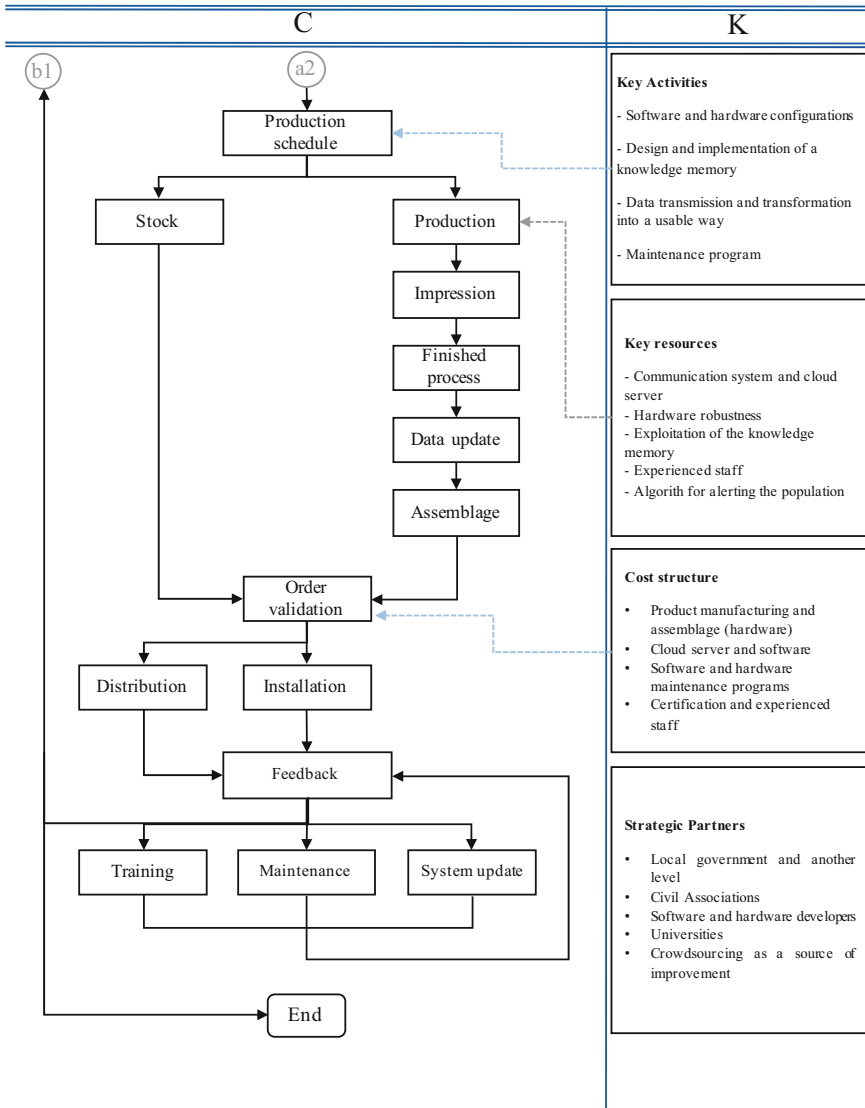 C
K
b1
a2
Production
schedule
Stock
Production
Impression
Finished
process
Data update
Assemblage
Order
validation
Distribution
Installation
Feedback
Training
Maintenance
System update
End
Key Activities
- Software and hardware configurations
- Design and implementation of a
knowledge memory
- Data transmission and transformation
into a usable way
- Maintenance program
Key resources
- Communication system and cloud
server
- Hardware robustness
- Exploitation of the knowledge
memory
- Experienced staff
- Algorith for alerting the population
Cost structure
• Product manufacturing and
assemblage (hardware)
• Cloud server and software
• Software and hardware
maintenance programs
• Certification and experienced
staff
Strategic Partners
• Local government and another
level
• Civil Associations
• Software and hardware developers
• Universities
• Crowdsourcing as a source of
improvement